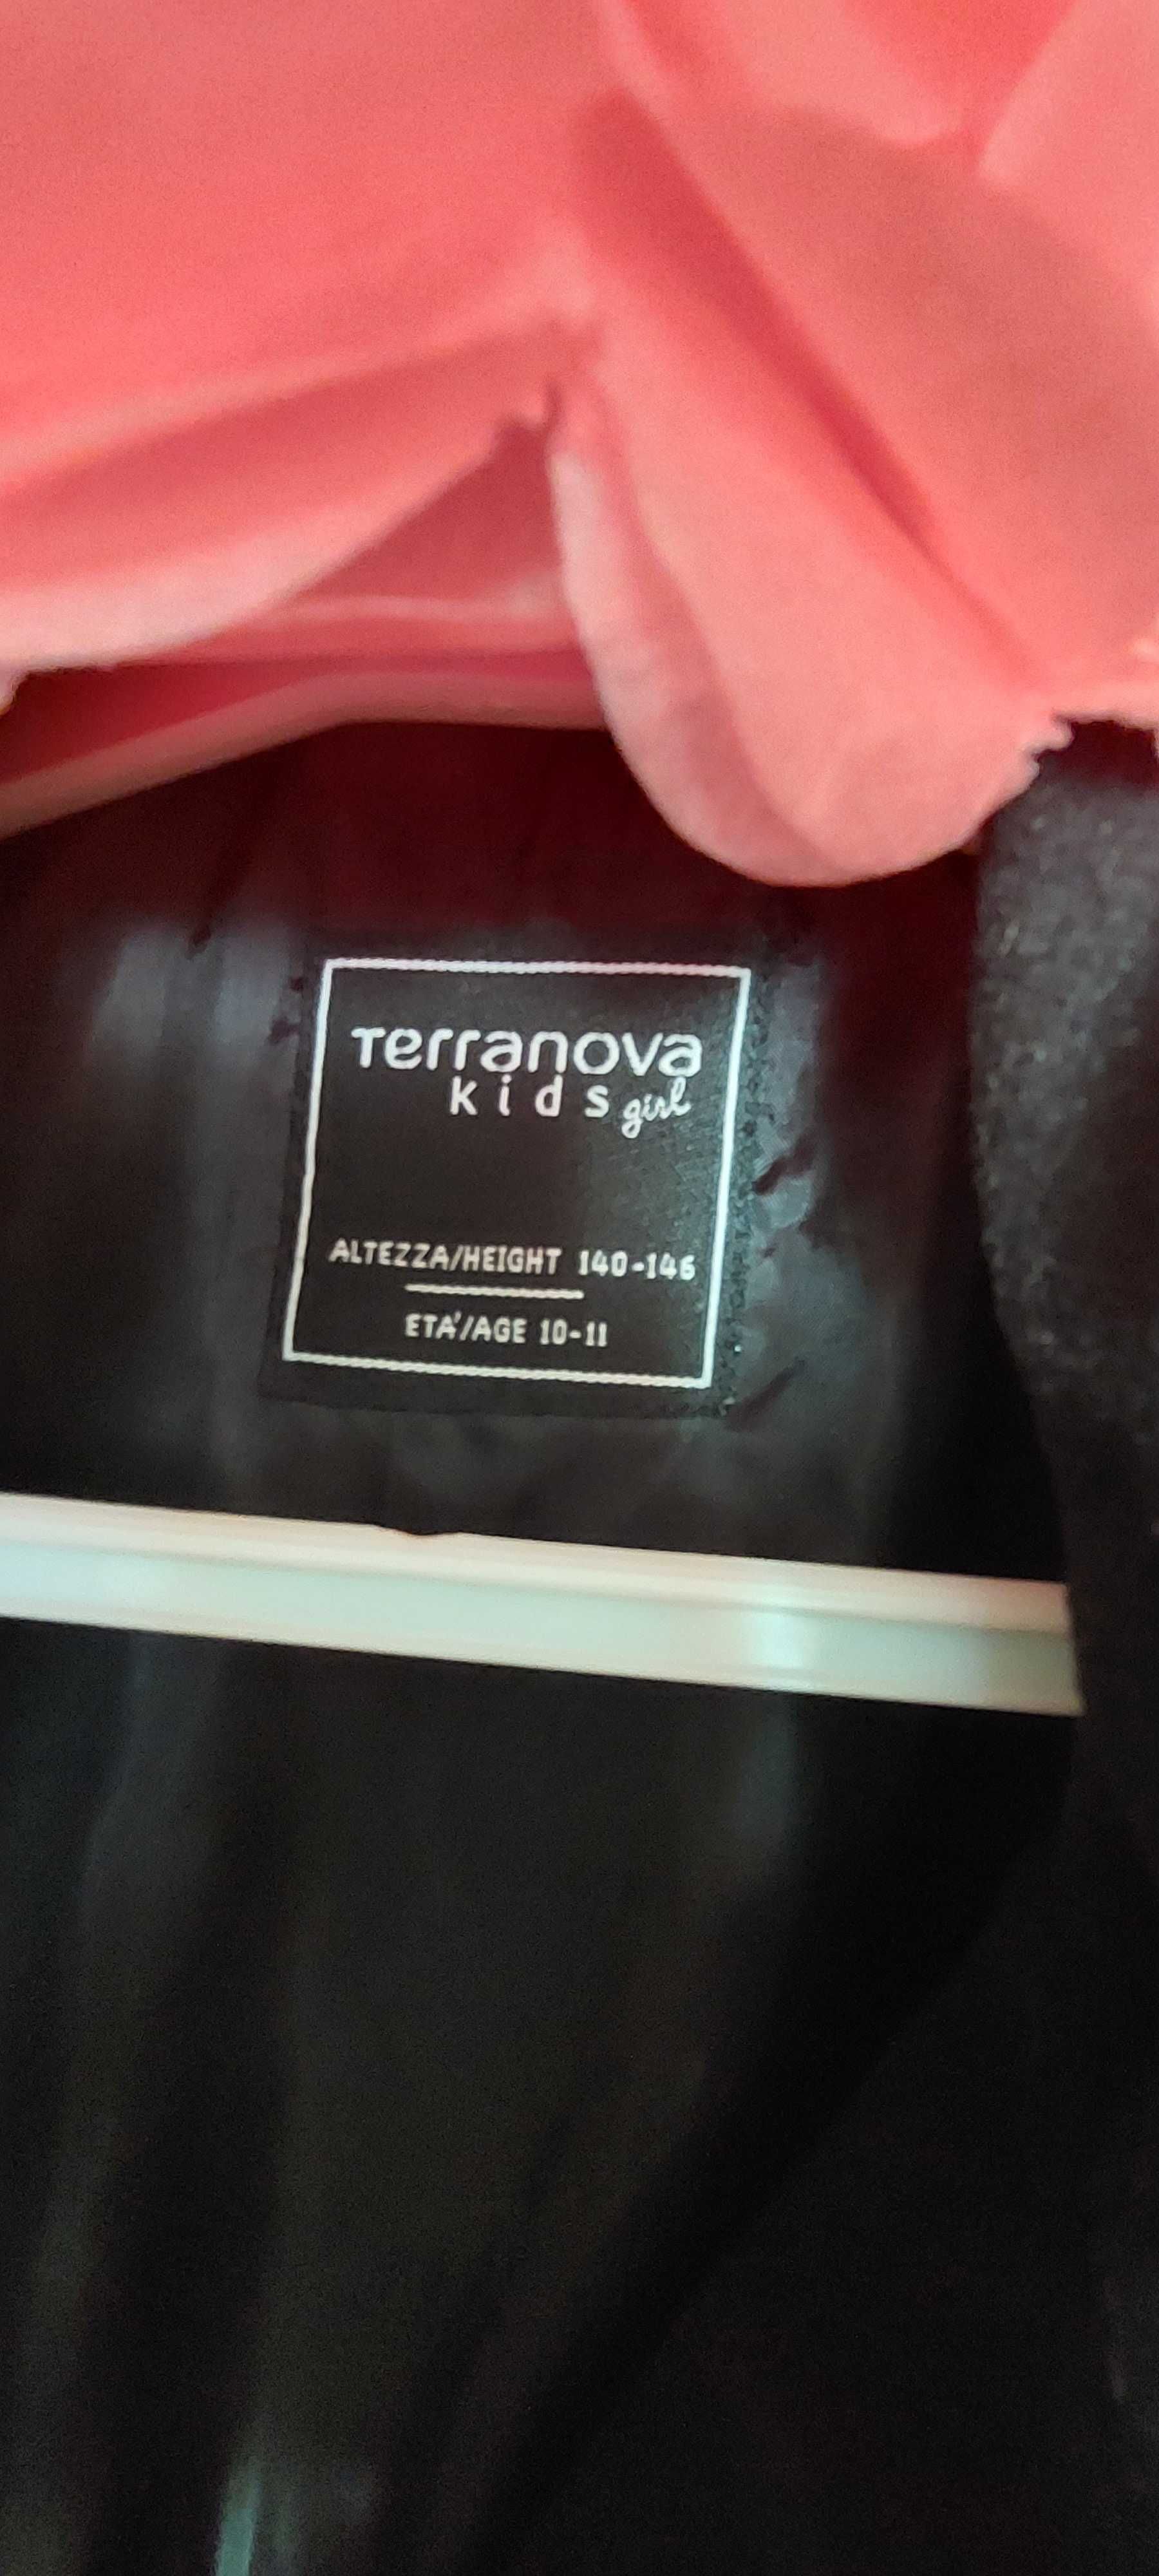 Terranova
kids girl
ALTEZZA/HEIGHT 140-146
ETA'/AGE 10-11